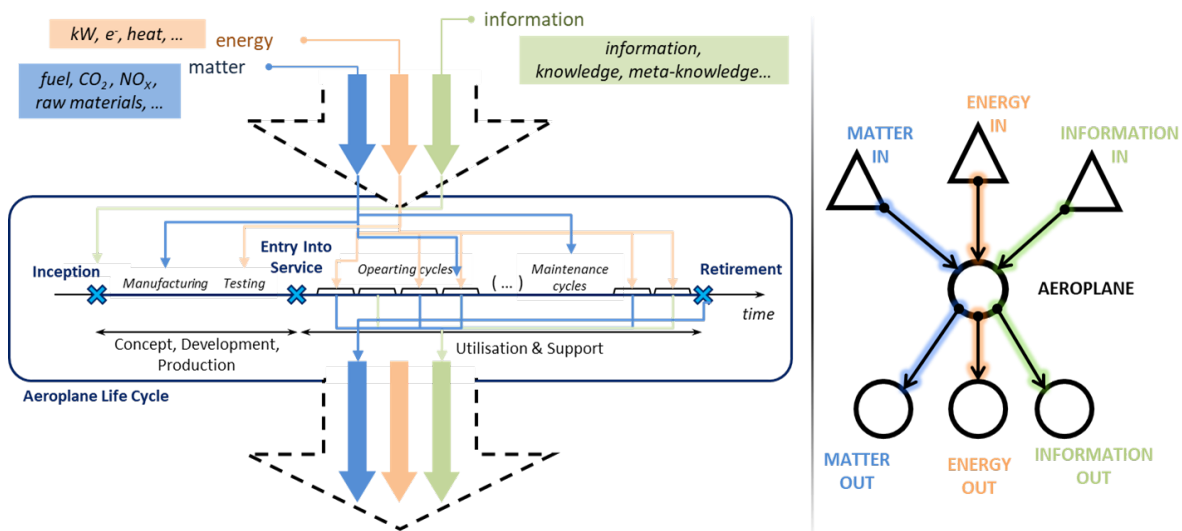 information
kW, e-, heat, ...
energy
information,
knowledge, meta-knowledge...
matter
fuel, CO2, NOX,
raw materials, ...
Entry Into
Service
Inception
Manufacturing
Testing
Opearting cycles
( ... )
Maintenance
cycles
Retirement
time
Concept, Development,
Production
Utilisation & Support
Aeroplane Life Cycle
MATTER
IN
ENERGY
IN
INFORMATION
IN
AEROPLANE
MATTER
OUT
ENERGY
OUT
INFORMATION
OUT